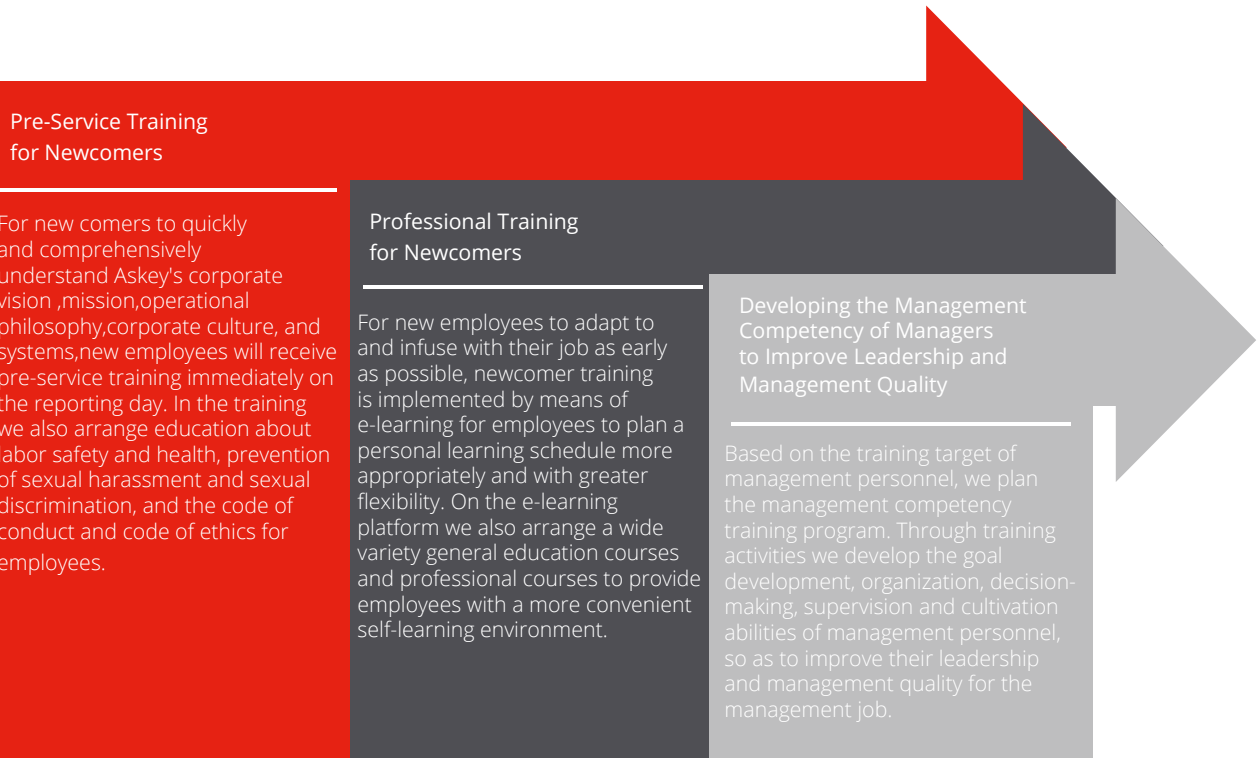 Pre-Service Training
for Newcomers
For new comers to quickly
and comprehensively
understand Askey's corporate
vision ,mission,operational
philosophy,corporate culture, and
systems,new employees will receive
pre-service training immediately on
the reporting day. In the training
we also arrange education about
labor safety and health, prevention
of sexual harassment and sexual
discrimination, and the code of
conduct and code of ethics for
employees.
Professional Training
for Newcomers
For new employees to adapt to
and infuse with their job as early
as possible, newcomer training
is implemented by means of
e-learning for employees to plan a
personal learning schedule more
appropriately and with greater
flexibility. On the e-learning
platform we also arrange a wide
variety general education courses
and professional courses to provide
employees with a more convenient
self-learning environment.
Developing the Management
Competency of Managers
to Improve Leadership and
Management Quality
Based on the training target of
management personnel, we plan
the management competency
training program. Through training
activities we develop the goal
development, organization, decision-
making, supervision and cultivation
abilities of management personnel,
so as to improve their leadership
and management quality for the
management job.